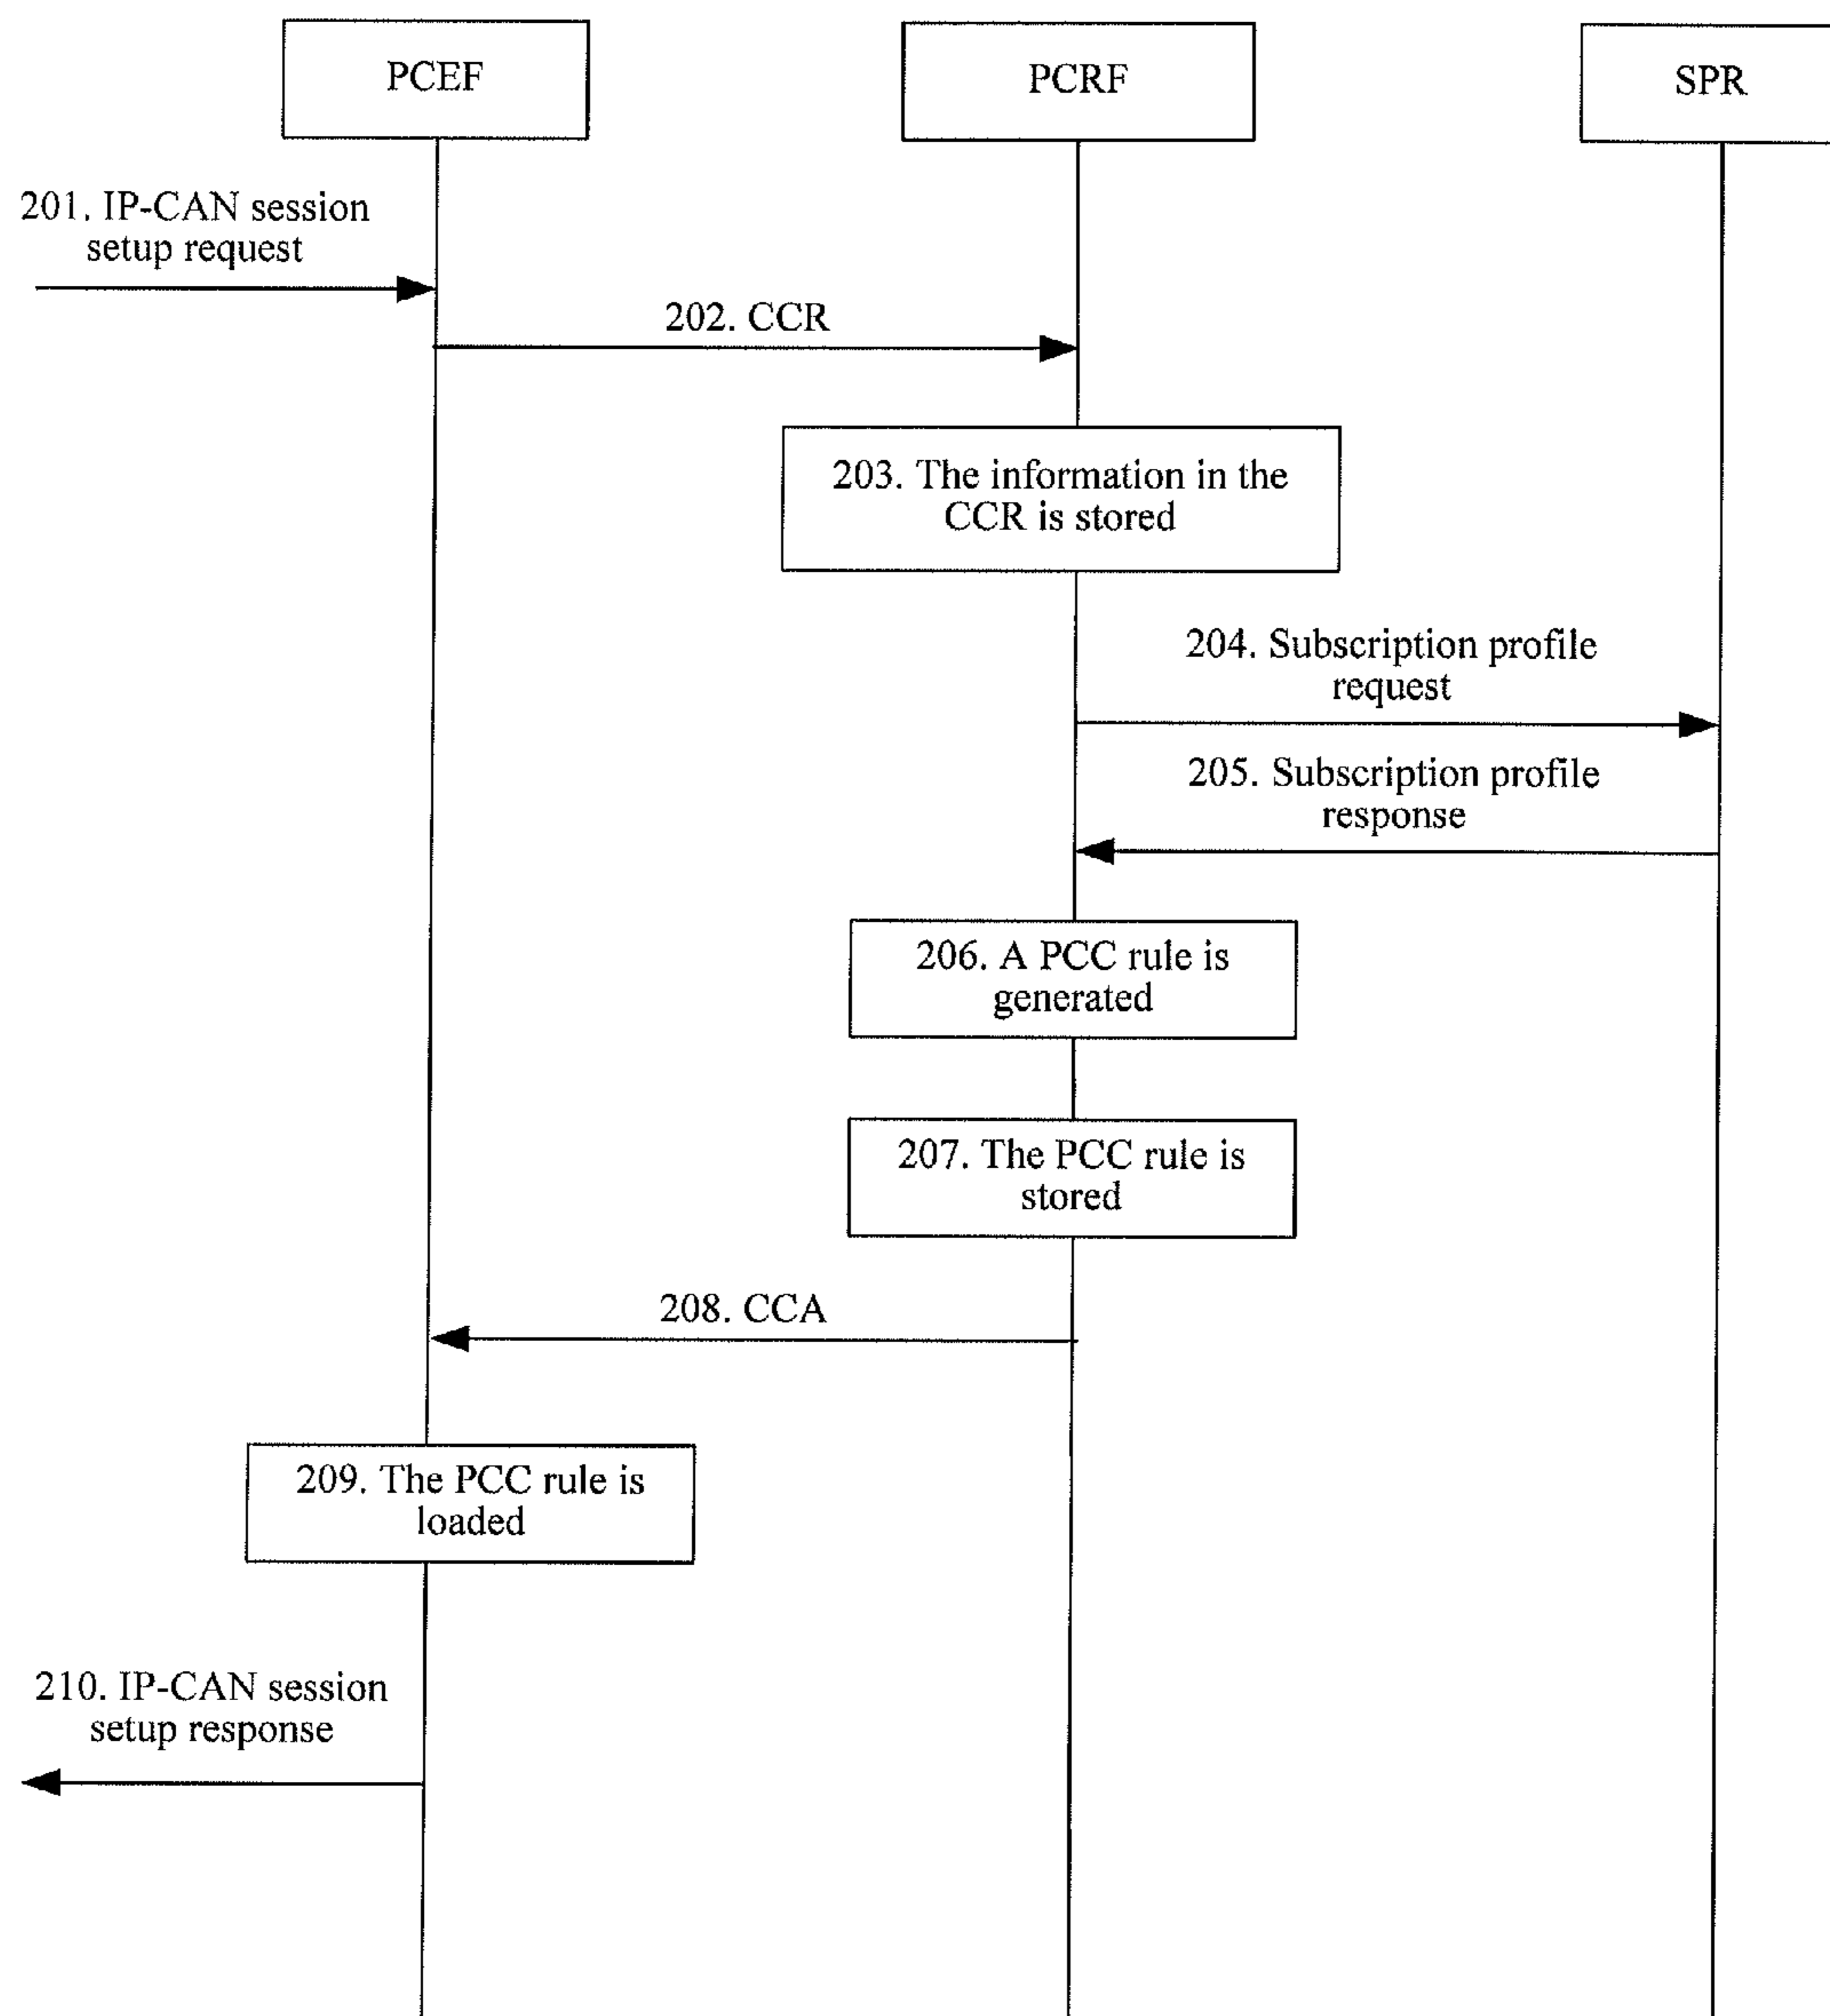 PCEF
PCRF
SPR
201. IP-CAN session
setup request
202. CCR
203. The information in the
CCR is stored
204. Subscription profile
request
205. Subscription profile
response
206. A PCC rule is
generated
207. The PCC rule is
stored
208. CCA
209. The PCC rule is
loaded
210. IP-CAN session
setup response